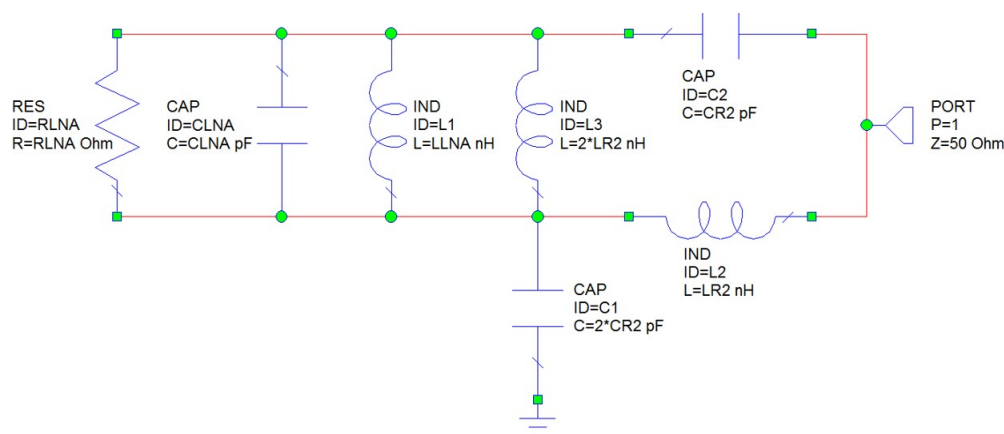 RES
ID=RLNA
R=RLNA Ohm
CAP
ID=CLNA
C=CLNA pF
IND
ID=L1
L=LLNA nH
IND
ID=L3
L=2*LR2 nH
CAP
ID=C2
C=CR2 pF
PORT
P=1
Z=50 Ohm
IND
ID=L2
L=LR2 nH
CAP
ID=C1
C=2*CR2 pF